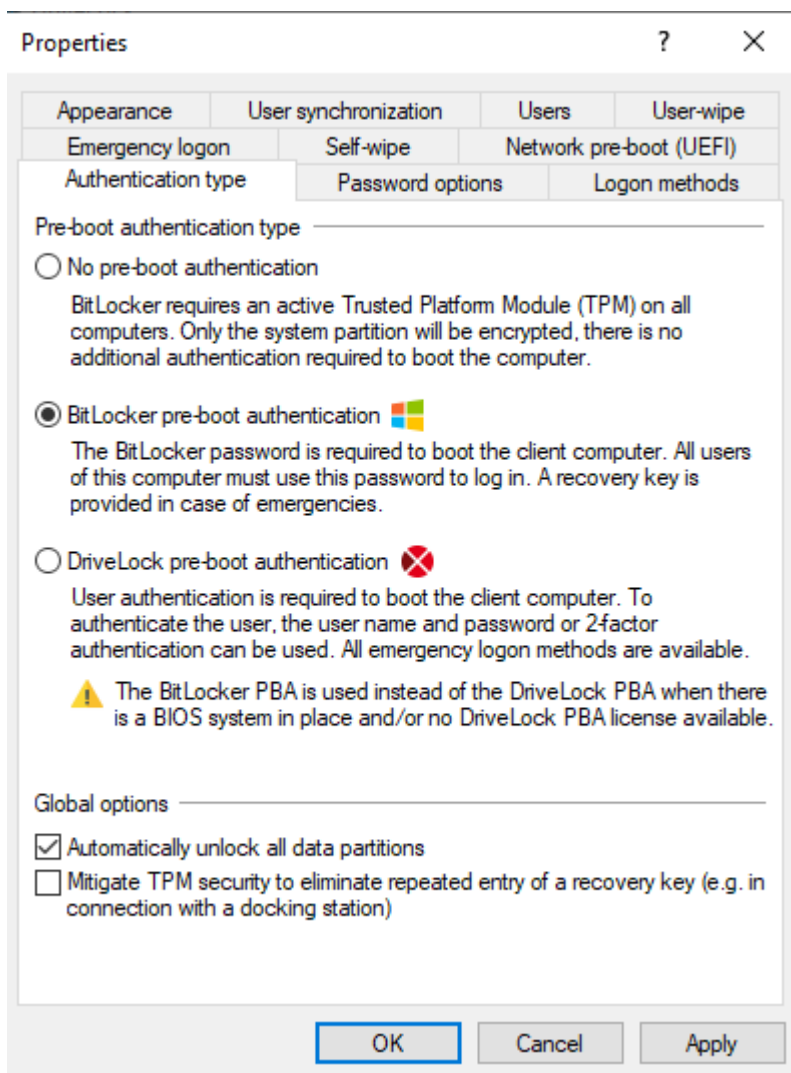 Properties
?
Appearance
User synchronization
Users
User-wipe
Emergency logon
Self-wipe
Network pre-boot (UEFI)
Authentication type
Password options
Logon methods
Pre-boot authentication type
No pre-boot authentication
BitLocker requires an active Trusted Platform Module (TPM) on all
computers. Only the system partition will be encrypted, there is no
additional authentication required to boot the computer.
BitLocker pre-boot authentication
The BitLocker password is required to boot the client computer. All users
of this computer must use this password to log in. A recovery key is
provided in case of emergencies.
DriveLock pre-boot authentication
User authentication is required to boot the client computer. To
authenticate the user, the user name and password or 2-factor
authentication can be used. All emergency logon methods are available.
The BitLocker PBA is used instead of the DriveLock PBA when there
is a BIOS system in place and/or no DriveLock PBA license available.
Global options
Automatically unlock all data partitions
Mitigate TPM security to eliminate repeated entry of a recovery key (e.g. in
connection with a docking station)
OK
Cancel
Apply